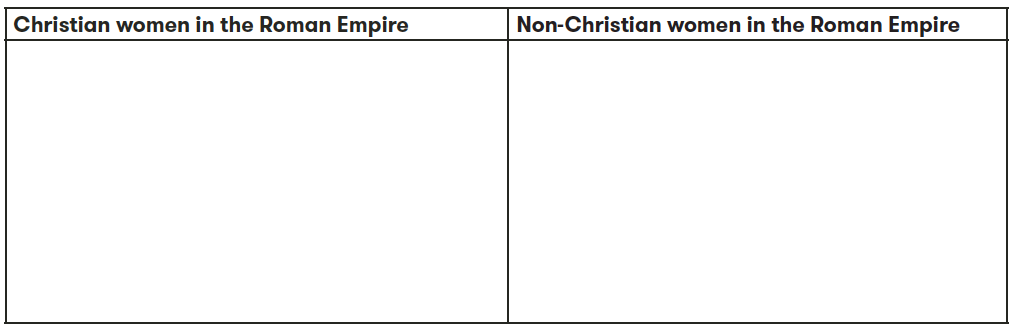 Christian women in the Roman Empire
Non-Christian women in the Roman Empire